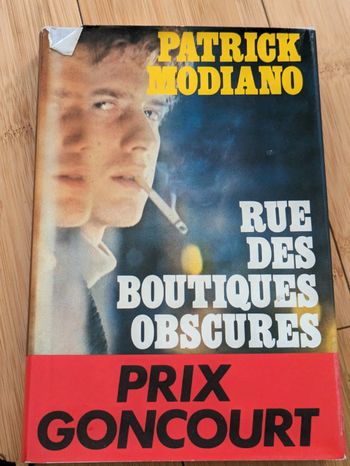 PATRICK
MODIANO
RUE
DES
BOUTIQUES
OBSCURES
PRIX
GONCOURT